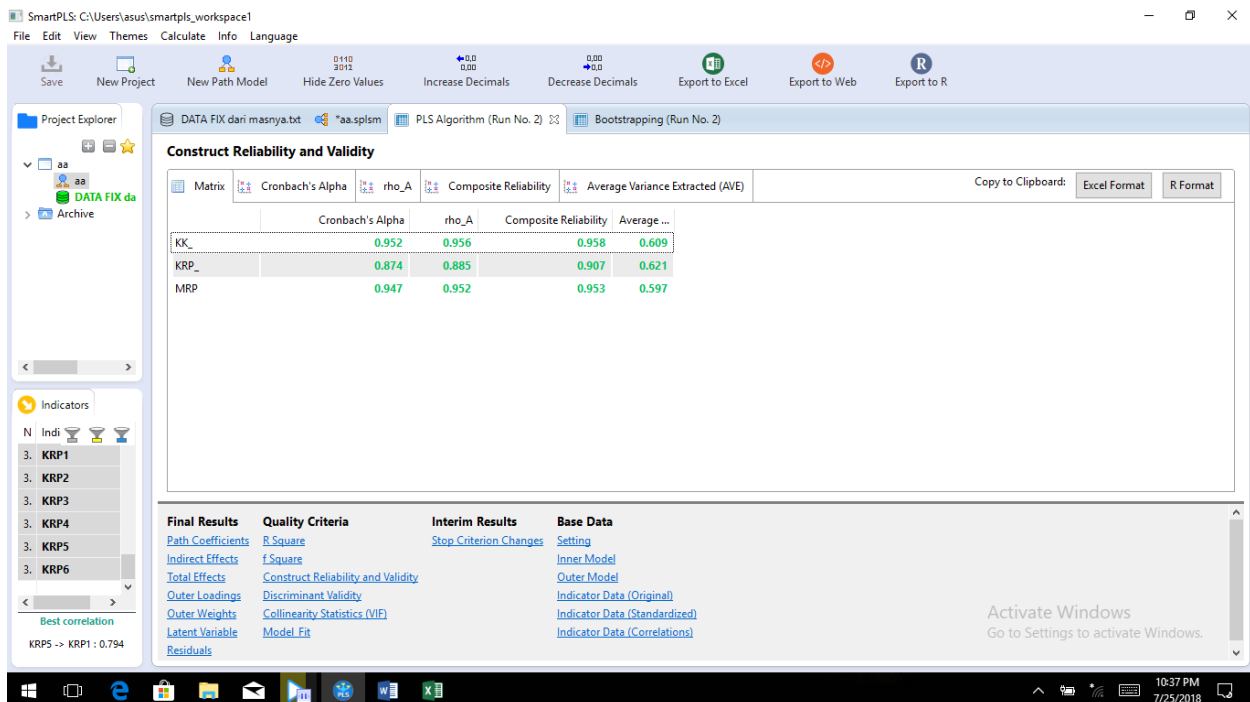 SmartPLS: C:\Users\asus\smartpls_workspace1
File Edit View Themes Calculate Info Language
Save New Project New Path Model Hide Zero Values Increase Decimals Decrease Decimals Export to Excel Export to Web Export to R
Project Explorer
aa
aa
DATA FIX da
Archive
DATA FIX dari masnya.txt *aa.splsm PLS Algorithm (Run No. 2) Bootstrapping (Run No. 2)
Construct Reliability and Validity
Matrix Cronbach's Alpha rho_A Composite Reliability Average Variance Extracted (AVE) Copy to Clipboard: Excel Format R Format
Cronbach's Alpha rho_A Composite Reliability Average ...
KK_ 0.952 0.956 0.958 0.609
KRP_ 0.874 0.885 0.907 0.621
MRP 0.947 0.952 0.953 0.597
Indicators
N Indi
3. KRP1
3. KRP2
3. KRP3
3. KRP4
3. KRP5
3. KRP6
Best correlation
KRP5 -> KRP1 : 0.794
Final Results Quality Criteria Interim Results Base Data
Path Coefficients R Square Stop Criterion Changes Setting
Indirect Effects f Square Inner Model
Total Effects Construct Reliability and Validity Outer Model
Outer Loadings Discriminant Validity Indicator Data (Original)
Outer Weights Collinearity Statistics (VIF) Indicator Data (Standardized)
Latent Variable Model_Fit Indicator Data (Correlations)
Residuals
Activate Windows
Go to Settings to activate Windows.
10:37 PM
7/25/2018